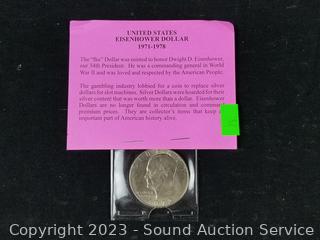 UNITED STATES
EISENHOWER DOLLAR
1971-1978
The "Ike" Dollar was minted to honor Dwight D. Eisenhower,
our 34th President. He was a commanding general in World
War II and was loved and respected by the American People.
The gambling industry lobbied for a coin to replace silver
dollars for slot machines. Silver Dollars were hoarded for their
silver content that was worth more than a dollar. Eisenhower
Dollars are no longer found in circulation and command
premium prices. They are collector's items that keep an
important part of American history alive.
Copyright 2023 - Sound Auction Service